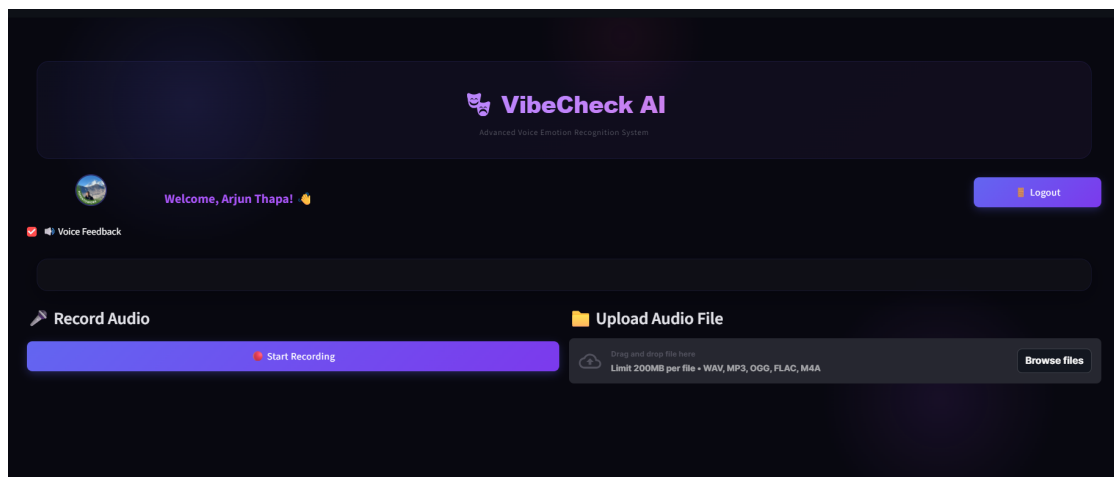 VibeCheck AI
Advanced Voice Emotion Recognition System
Welcome, Arjun Thapa!
Logout
Voice Feedback
Record Audio
Upload Audio File
Start Recording
Drag and drop file here
Limit 200MB per file • WAV, MP3, OGG, FLAC, M4A
Browse files